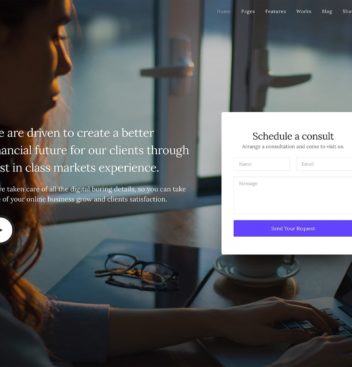 Home Pages Features Works Blog
e are driven to create a better
nancial future for our clients through
st in class markets experience.
e taken care of all the digital boring details, so you can take
e of your online business grow and clients satisfaction.
Schedule a consult
Arrange a consultation and come to visit us.
Name Email
Message
Send Your Request